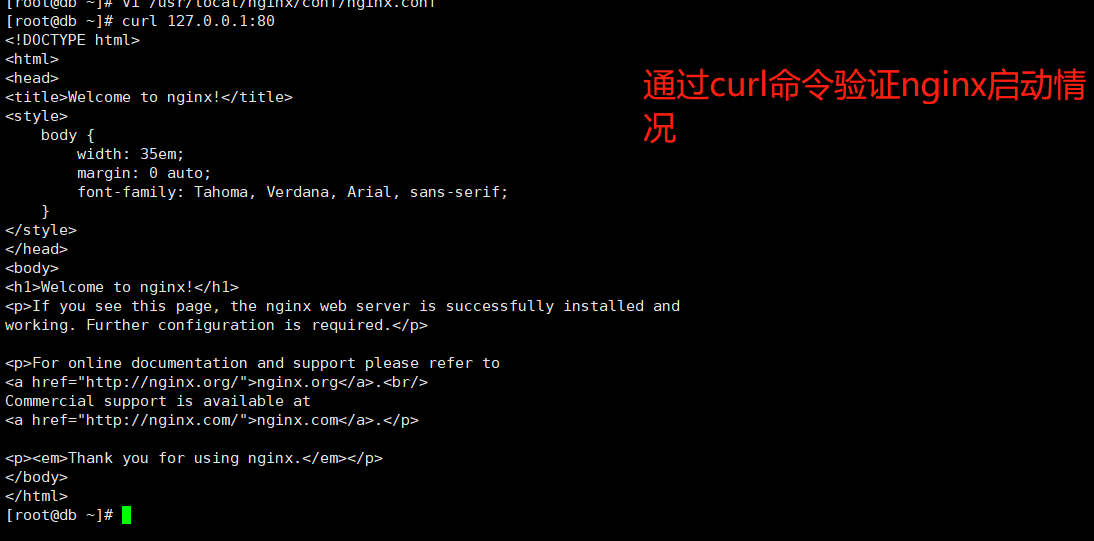 [root@db ~]# vi /usr/local/nginx/conf/nginx.conf
[root@db ~]# curl 127.0.0.1:80
<!DOCTYPE html>
<html>
<head>
<title>Welcome to nginx!</title>
<style>
    body {
        width: 35em;
        margin: 0 auto;
        font-family: Tahoma, Verdana, Arial, sans-serif;
    }
</style>
</head>
<body>
<h1>Welcome to nginx!</h1>
<p>If you see this page, the nginx web server is successfully installed and
working. Further configuration is required.</p>

<p>For online documentation and support please refer to
<a href="http://nginx.org/">nginx.org</a>.<br/>
Commercial support is available at
<a href="http://nginx.com/">nginx.com</a>.</p>

<p><em>Thank you for using nginx.</em></p>
</body>
</html>
[root@db ~]#
通过curl命令验证nginx启动情
况